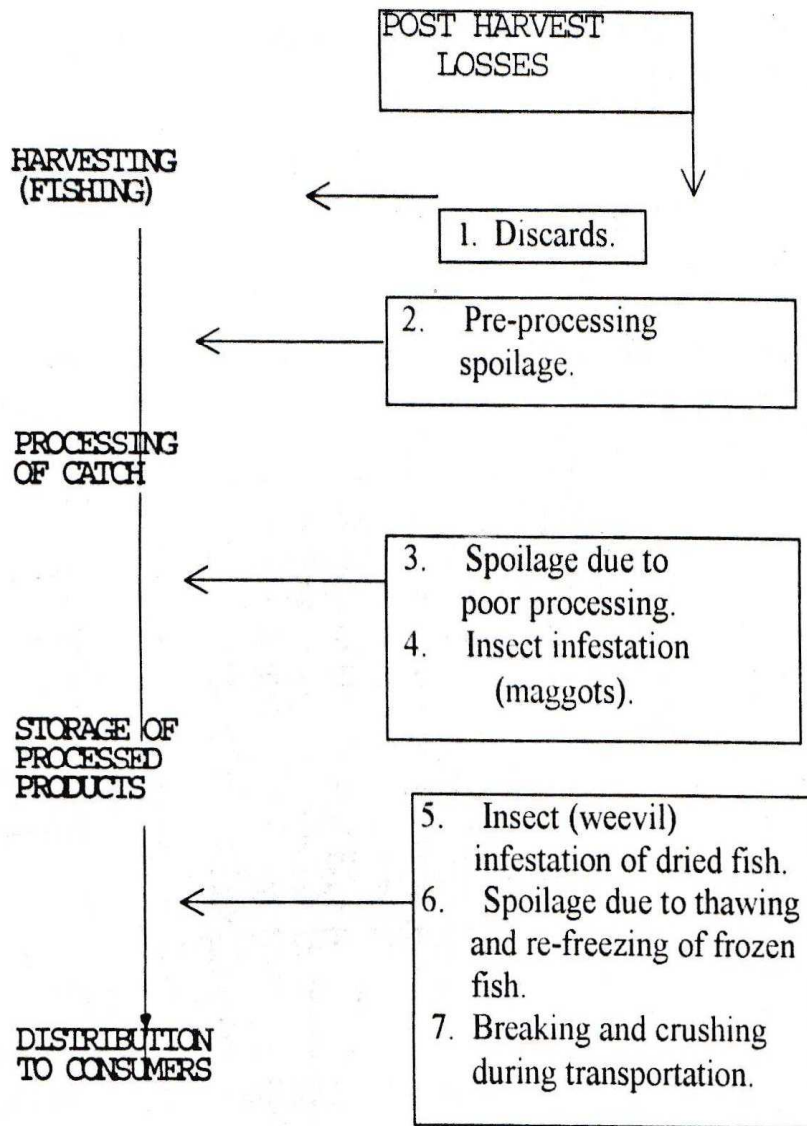 POST HARVEST
LOSSES
HARVESTING
(FISHING)
1. Discards.
2. Pre-processing
spoilage.
PROCESSING
OF CATCH
3. Spoilage due to
poor processing.
4. Insect infestation
(maggots).
STORAGE OF
PROCESSED
PRODUCTS
5. Insect (weevil)
infestation of dried fish.
6. Spoilage due to thawing
and re-freezing of frozen
fish.
7. Breaking and crushing
during transportation.
DISTRIBUTION
TO CONSUMERS